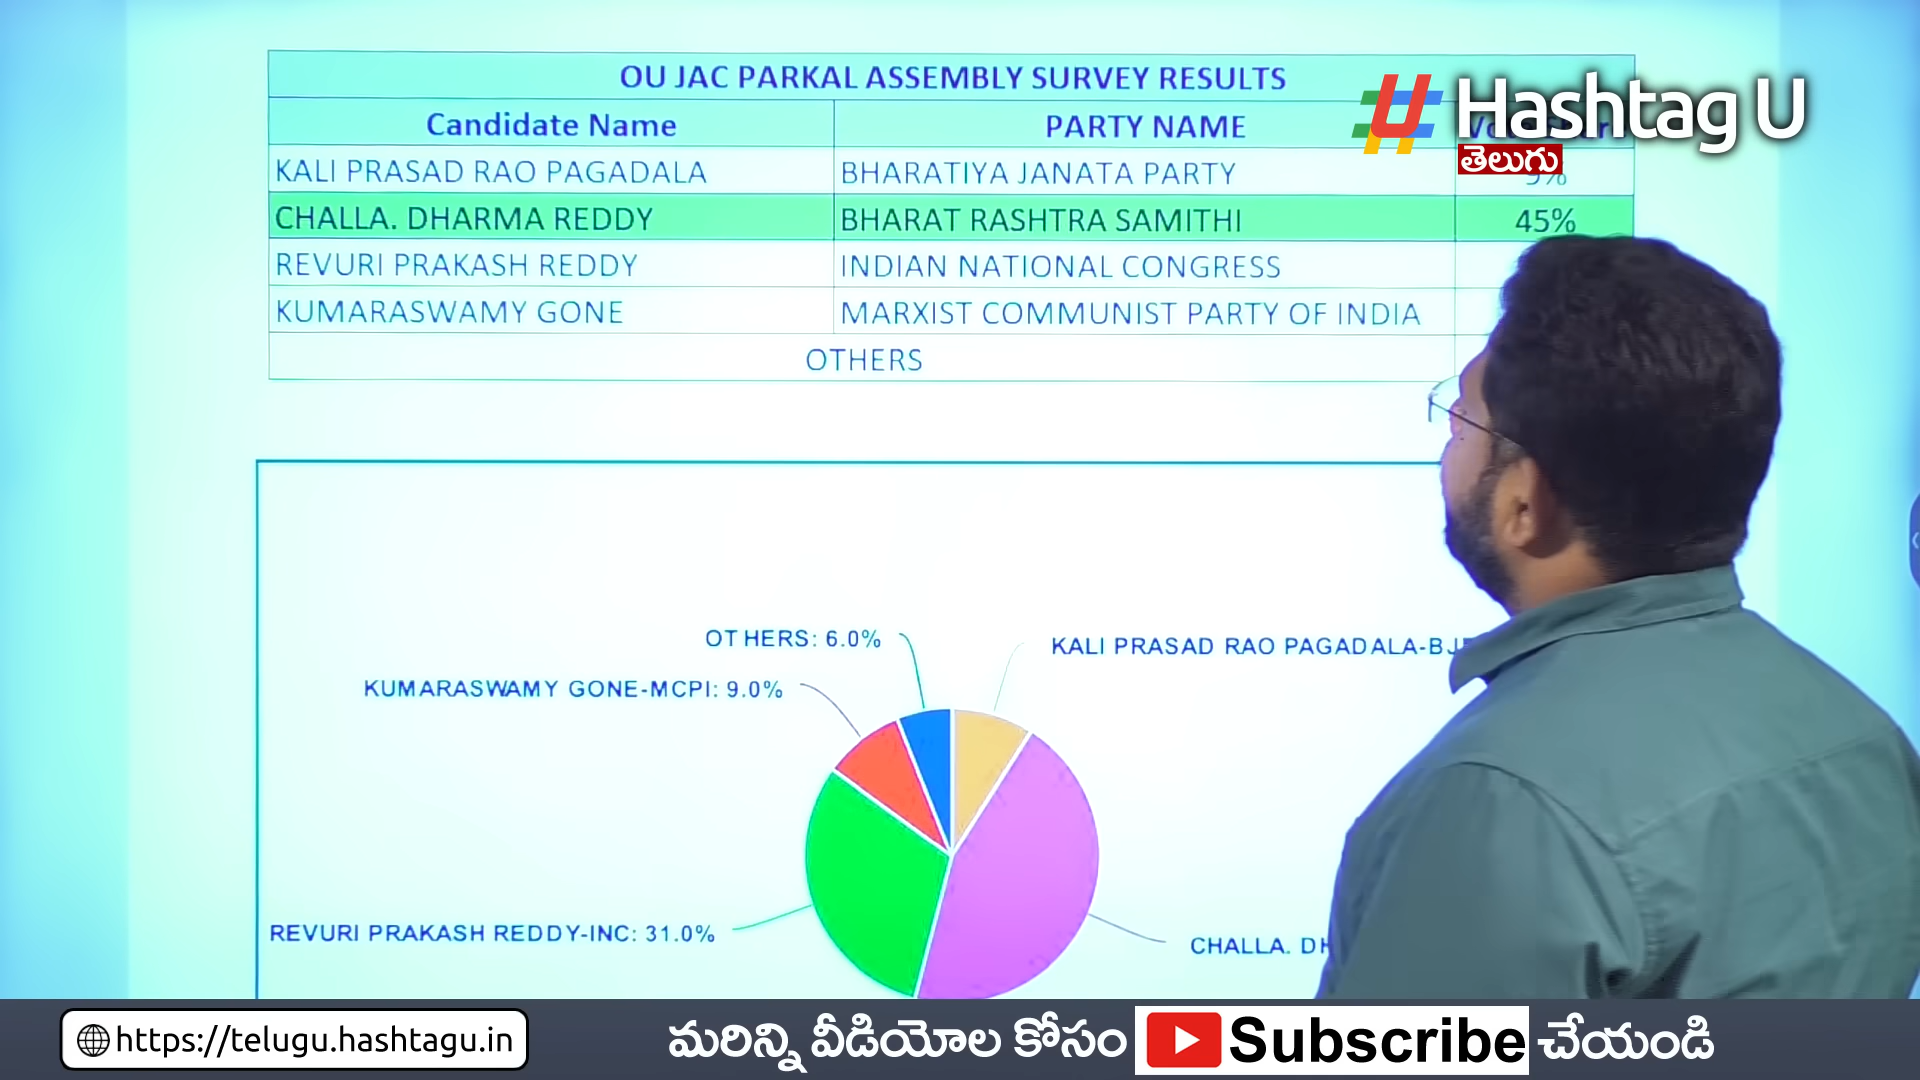 OU JAC PARKAL ASSEMBLY SURVEY RESULTS
Hashtag U
తెలుగు
Candidate Name PARTY NAME
KALI PRASAD RAO PAGADALA BHARATIYA JANATA PARTY 9%
CHALLA. DHARMA REDDY BHARAT RASHTRA SAMITHI 45%
REVURI PRAKASH REDDY INDIAN NATIONAL CONGRESS
KUMARASWAMY GONE MARXIST COMMUNIST PARTY OF INDIA
OTHERS
OTHERS: 6.0%
KALI PRASAD RAO PAGADALA-BJP
KUMARASWAMY GONE-MCPI: 9.0%
REVURI PRAKASH REDDY-INC: 31.0%
CHALLA. DH
https://telugu.hashtagu.in
మరిన్ని వీడియోల కోసం Subscribe చేయండి